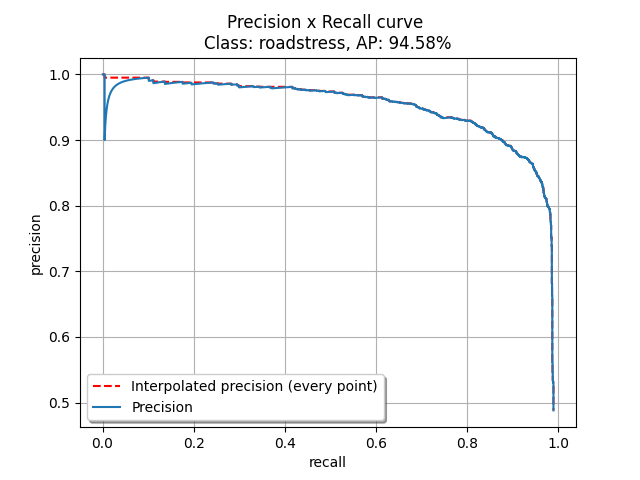 Precision x Recall curve
Class: roadstress, AP: 94.58%
1.0
0.9
0.8
0.7
0.6
0.5
precision
Interpolated precision (every point)
Precision
0.0 0.2 0.4 0.6 0.8 1.0
recall